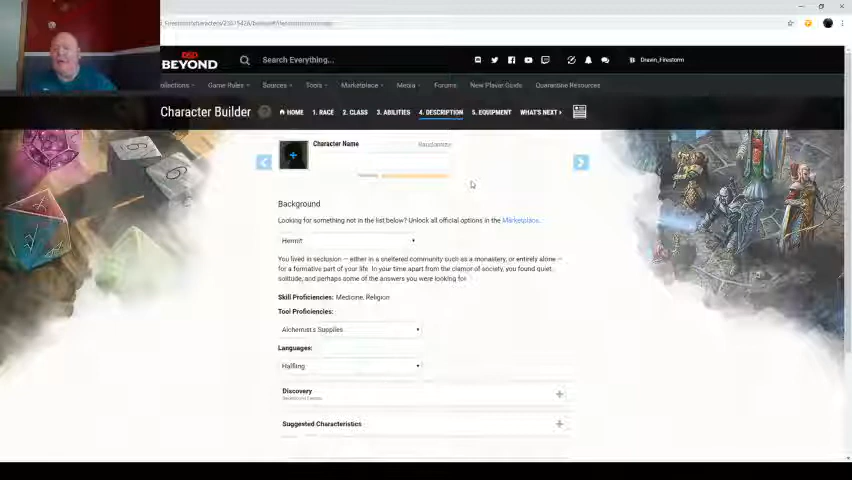 D&D
BEYOND
Search Everything...
Drawn_Firestorm
Game Rules
Sources
Tools
Marketplace
Media
Forums
New Player Guide
Quarantine Resources
Character Builder
HOME
1. RACE
2. CLASS
3. ABILITIES
4. DESCRIPTION
5. EQUIPMENT
WHAT'S NEXT
Character Name
Background
Looking for something not in the list below? Unlock all official options in the Marketplace.
Hermit
You lived in seclusion — either in a sheltered community such as a monastery, or entirely alone —
for a formative part of your life. In your time apart from the clamor of society, you found quiet,
solitude, and perhaps some of the answers you were looking for.
Skill Proficiencies: Medicine, Religion
Tool Proficiencies:
Alchemist's Supplies
Languages:
Halfling
Discovery
Suggested Characteristics